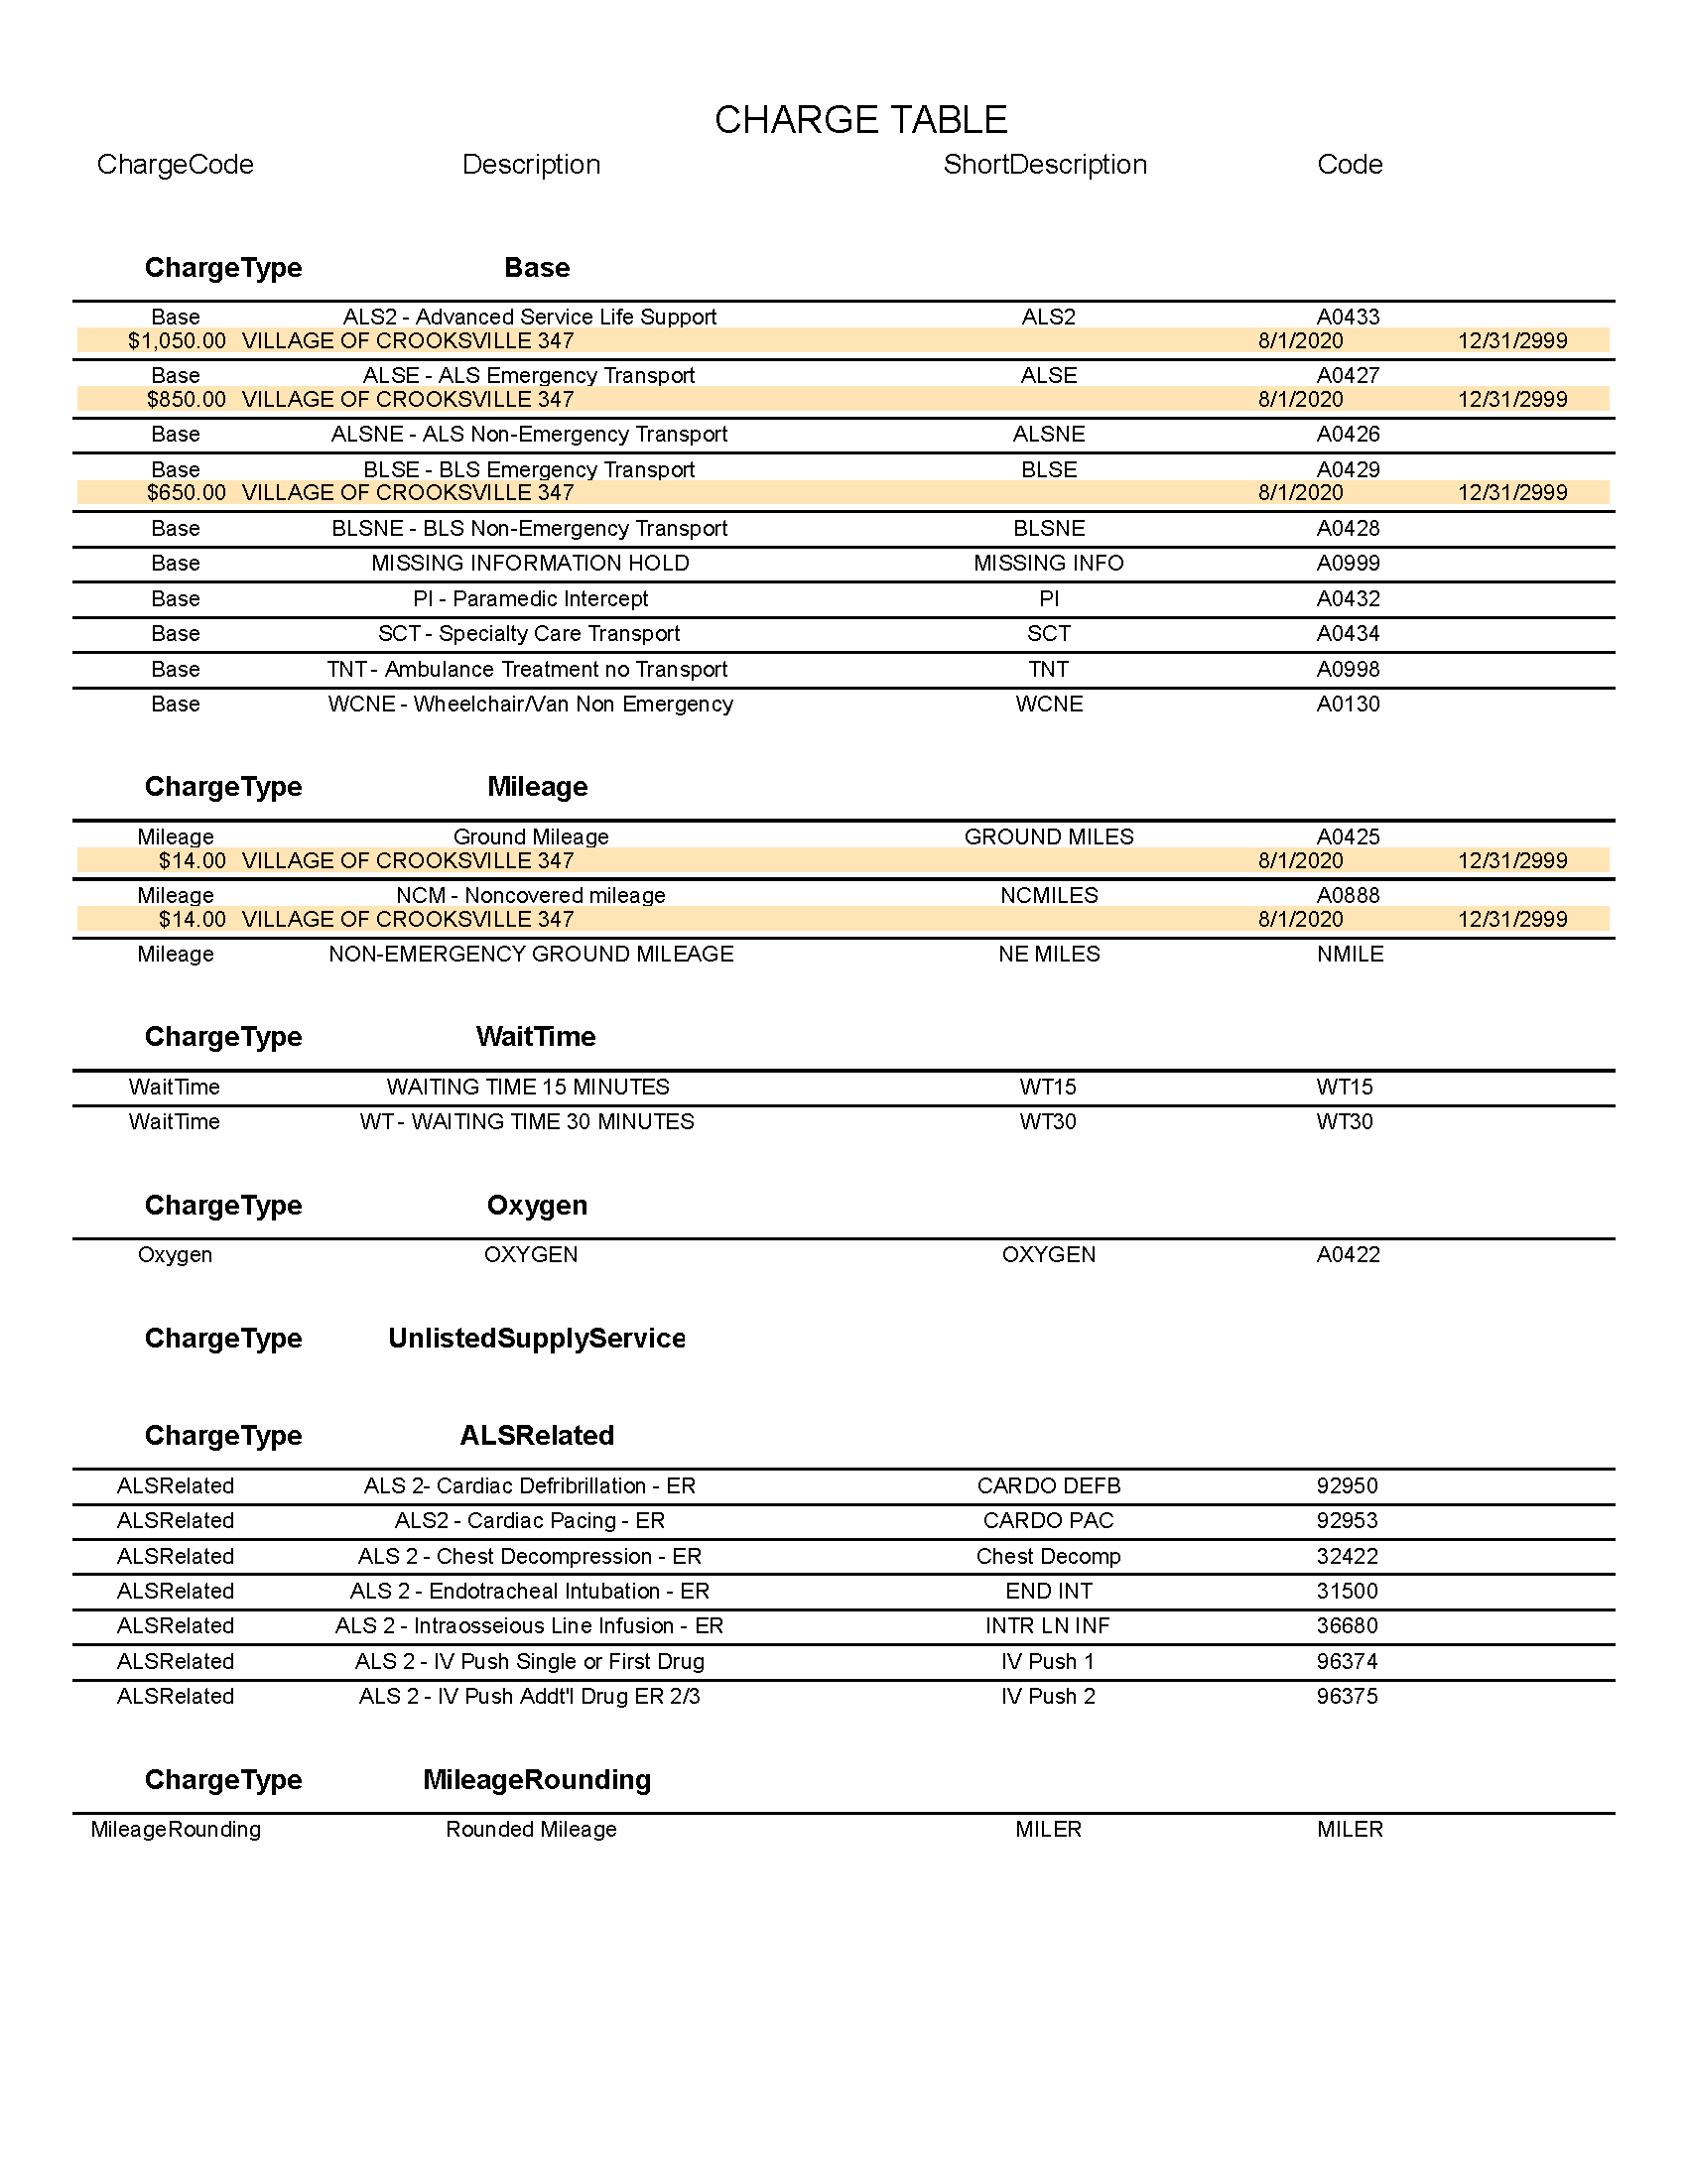 CHARGE TABLE
ChargeCode Description ShortDescription Code
ChargeType Base
Base ALS2 - Advanced Service Life Support ALS2 A0433
$1,050.00 VILLAGE OF CROOKSVILLE 347 8/1/2020 12/31/2999
Base ALSE - ALS Emergency Transport ALSE A0427
$850.00 VILLAGE OF CROOKSVILLE 347 8/1/2020 12/31/2999
Base ALSNE - ALS Non-Emergency Transport ALSNE A0426
Base BLSE - BLS Emergency Transport BLSE A0429
$650.00 VILLAGE OF CROOKSVILLE 347 8/1/2020 12/31/2999
Base BLSNE - BLS Non-Emergency Transport BLSNE A0428
Base MISSING INFORMATION HOLD MISSING INFO A0999
Base PI - Paramedic Intercept PI A0432
Base SCT - Specialty Care Transport SCT A0434
Base TNT - Ambulance Treatment no Transport TNT A0998
Base WCNE - Wheelchair/Van Non Emergency WCNE A0130
ChargeType Mileage
Mileage Ground Mileage GROUND MILES A0425
$14.00 VILLAGE OF CROOKSVILLE 347 8/1/2020 12/31/2999
Mileage NCM - Noncovered mileage NCMILES A0888
$14.00 VILLAGE OF CROOKSVILLE 347 8/1/2020 12/31/2999
Mileage NON-EMERGENCY GROUND MILEAGE NE MILES NMILE
ChargeType WaitTime
WaitTime WAITING TIME 15 MINUTES WT15 WT15
WaitTime WT - WAITING TIME 30 MINUTES WT30 WT30
ChargeType Oxygen
Oxygen OXYGEN OXYGEN A0422
ChargeType UnlistedSupplyService
ChargeType ALSRelated
ALSRelated ALS 2- Cardiac Defribrillation - ER CARDO DEFB 92950
ALSRelated ALS2 - Cardiac Pacing - ER CARDO PAC 92953
ALSRelated ALS 2 - Chest Decompression - ER Chest Decomp 32422
ALSRelated ALS 2 - Endotracheal Intubation - ER END INT 31500
ALSRelated ALS 2 - Intraosseious Line Infusion - ER INTR LN INF 36680
ALSRelated ALS 2 - IV Push Single or First Drug IV Push 1 96374
ALSRelated ALS 2 - IV Push Addt'l Drug ER 2/3 IV Push 2 96375
ChargeType MileageRounding
MileageRounding Rounded Mileage MILER MILER